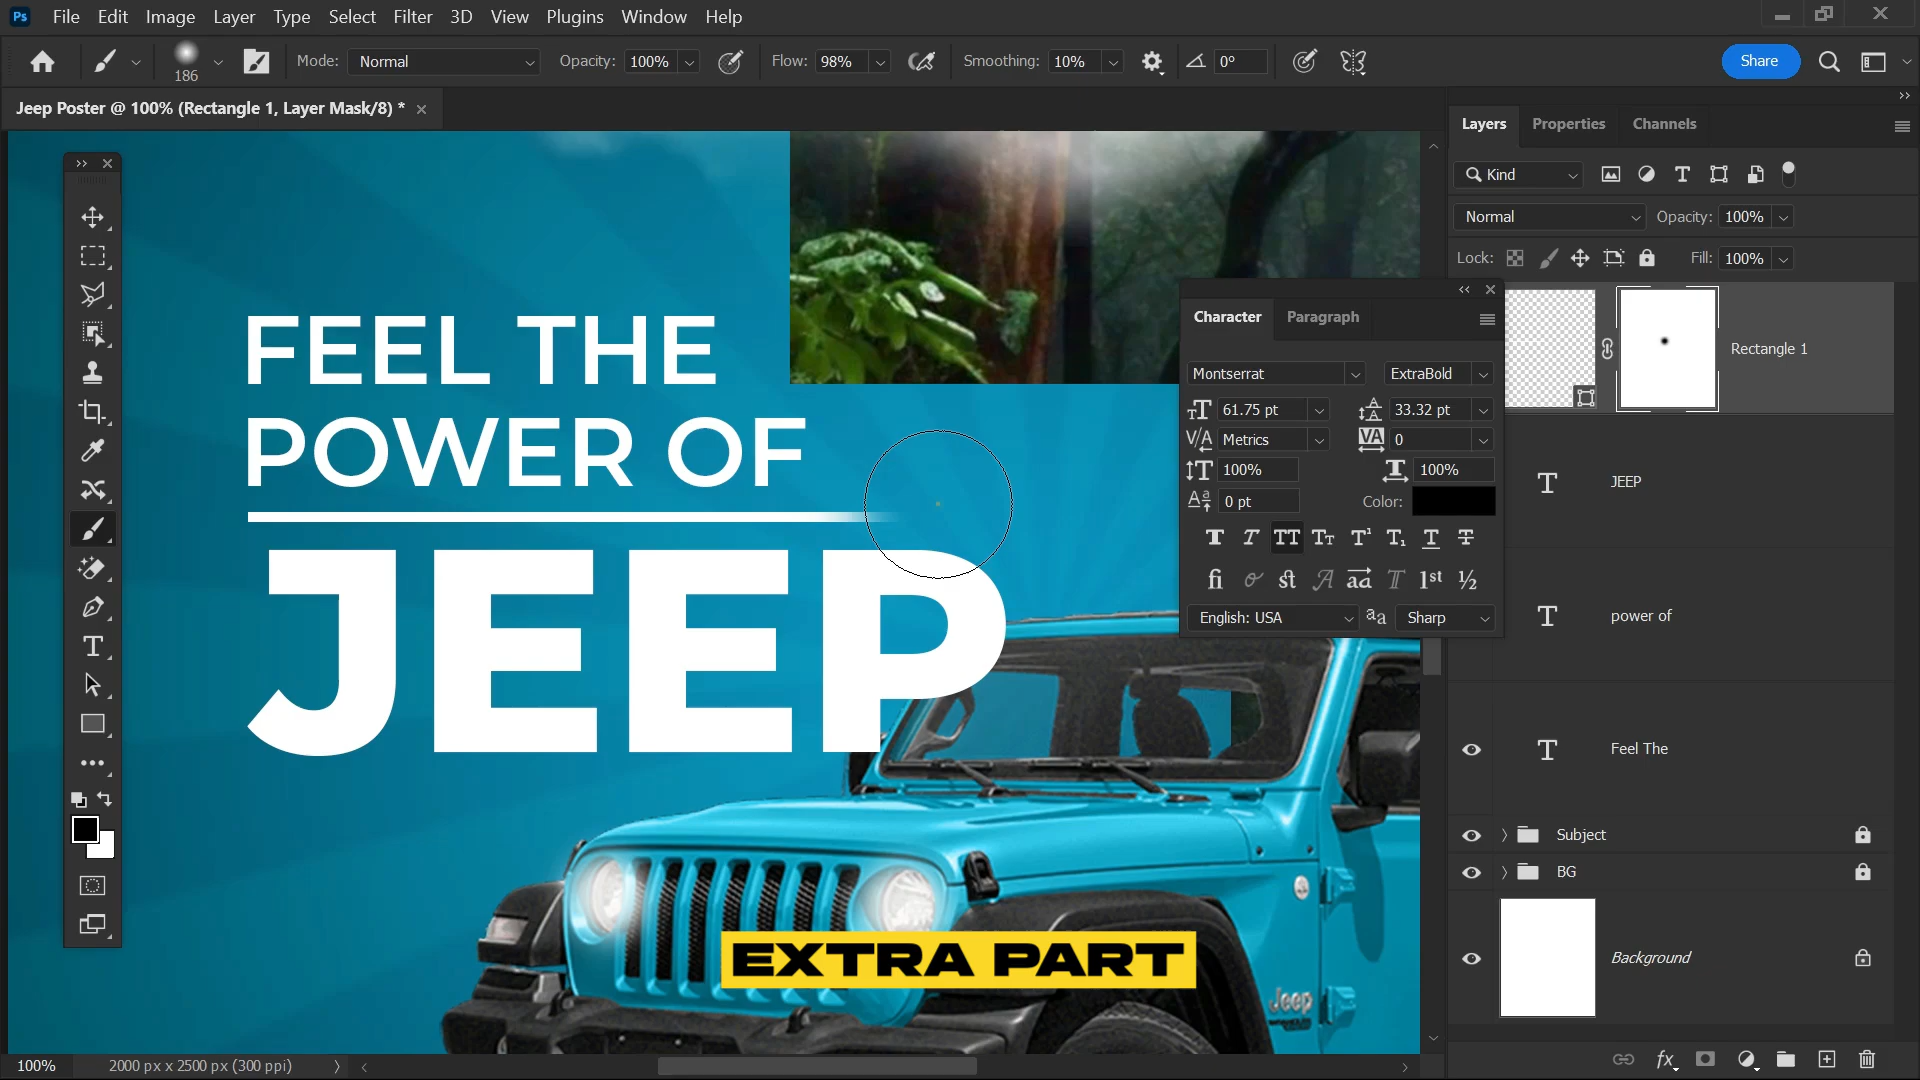 Ps File Edit Image Layer Type Select Filter 3D View Plugins Window Help
186 Mode: Normal Opacity: 100% Flow: 98% Smoothing: 10% 0° Share
Jeep Poster @ 100% (Rectangle 1, Layer Mask/8) *
Layers Properties Channels
Kind
Normal Opacity: 100%
Lock: Fill: 100%
Rectangle 1
JEEP
power of
Feel The
Subject
BG
Background
Character Paragraph
Montserrat ExtraBold
61.75 pt 33.32 pt
Metrics 0
100% 100%
0 pt Color:
English: USA Sharp
FEEL THE
POWER OF
JEEP
Jeep
EXTRA PART
100% 2000 px x 2500 px (300 ppi)